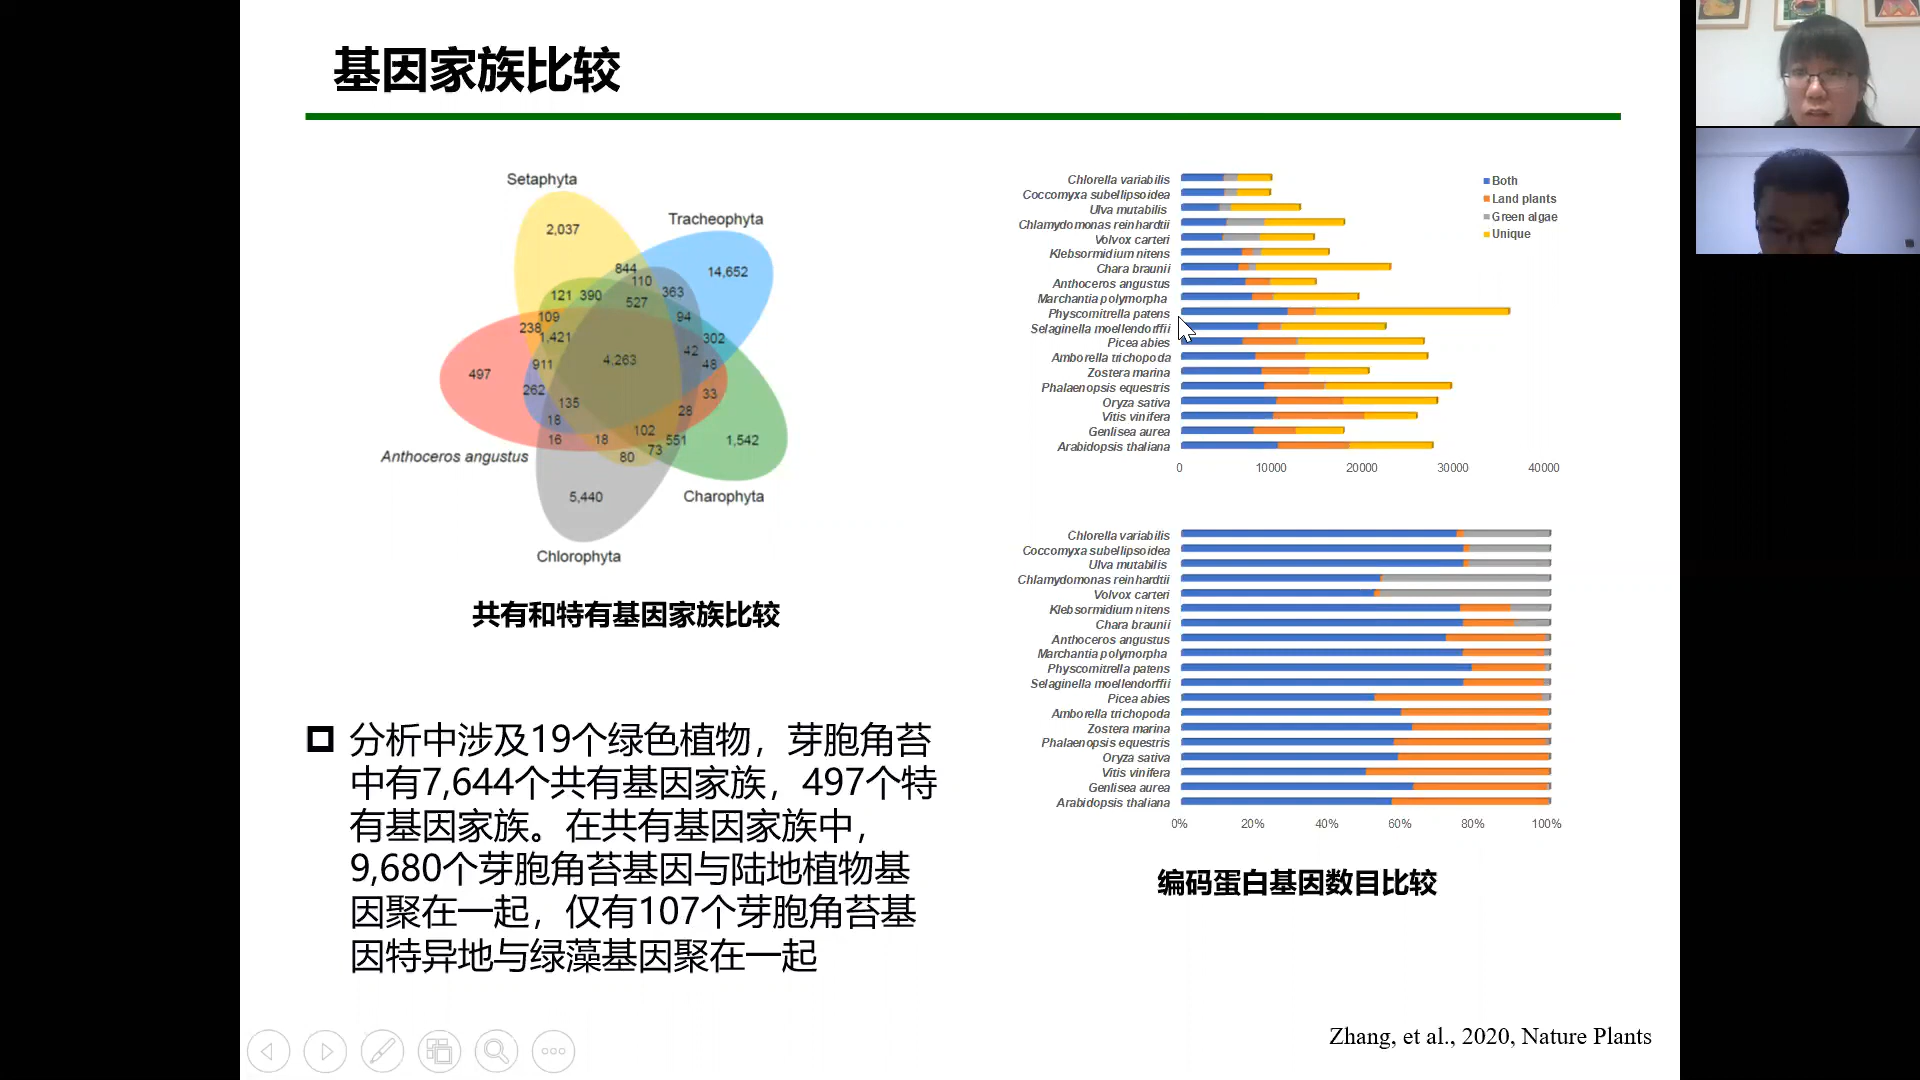 基因家族比较
Setaphyta
Tracheophyta
2,037
14,652
844
110
363
121 390
527
109
94
238
1,421
302
42
4,263
911
48
497
262
33
135
28
18
102
16
18
551
1,542
73
80
Anthoceros angustus
5,440
Charophyta
Chlorophyta
共有和特有基因家族比较
分析中涉及19个绿色植物，芽胞角苔
中有7,644个共有基因家族，497个特
有基因家族。在共有基因家族中，
9,680个芽胞角苔基因与陆地植物基
因聚在一起，仅有107个芽胞角苔基
因特异地与绿藻基因聚在一起
Chlorella variabilis
Coccomyxa subellipsoidea
Ulva mutabilis
Chlamydomonas reinhardtii
Volvox carteri
Klebsormidium nitens
Chara braunii
Anthoceros angustus
Marchantia polymorpha
Physcomitrella patens
Selaginella moellendorffii
Picea abies
Amborella trichopoda
Zostera marina
Phalaenopsis equestris
Oryza sativa
Vitis vinifera
Genlisea aurea
Arabidopsis thaliana
0 10000 20000 30000 40000
Both
Land plants
Green algae
Unique
Chlorella variabilis
Coccomyxa subellipsoidea
Ulva mutabilis
Chlamydomonas reinhardtii
Volvox carteri
Klebsormidium nitens
Chara braunii
Anthoceros angustus
Marchantia polymorpha
Physcomitrella patens
Selaginella moellendorffii
Picea abies
Amborella trichopoda
Zostera marina
Phalaenopsis equestris
Oryza sativa
Vitis vinifera
Genlisea aurea
Arabidopsis thaliana
0% 20% 40% 60% 80% 100%
编码蛋白基因数目比较
Zhang, et al., 2020, Nature Plants